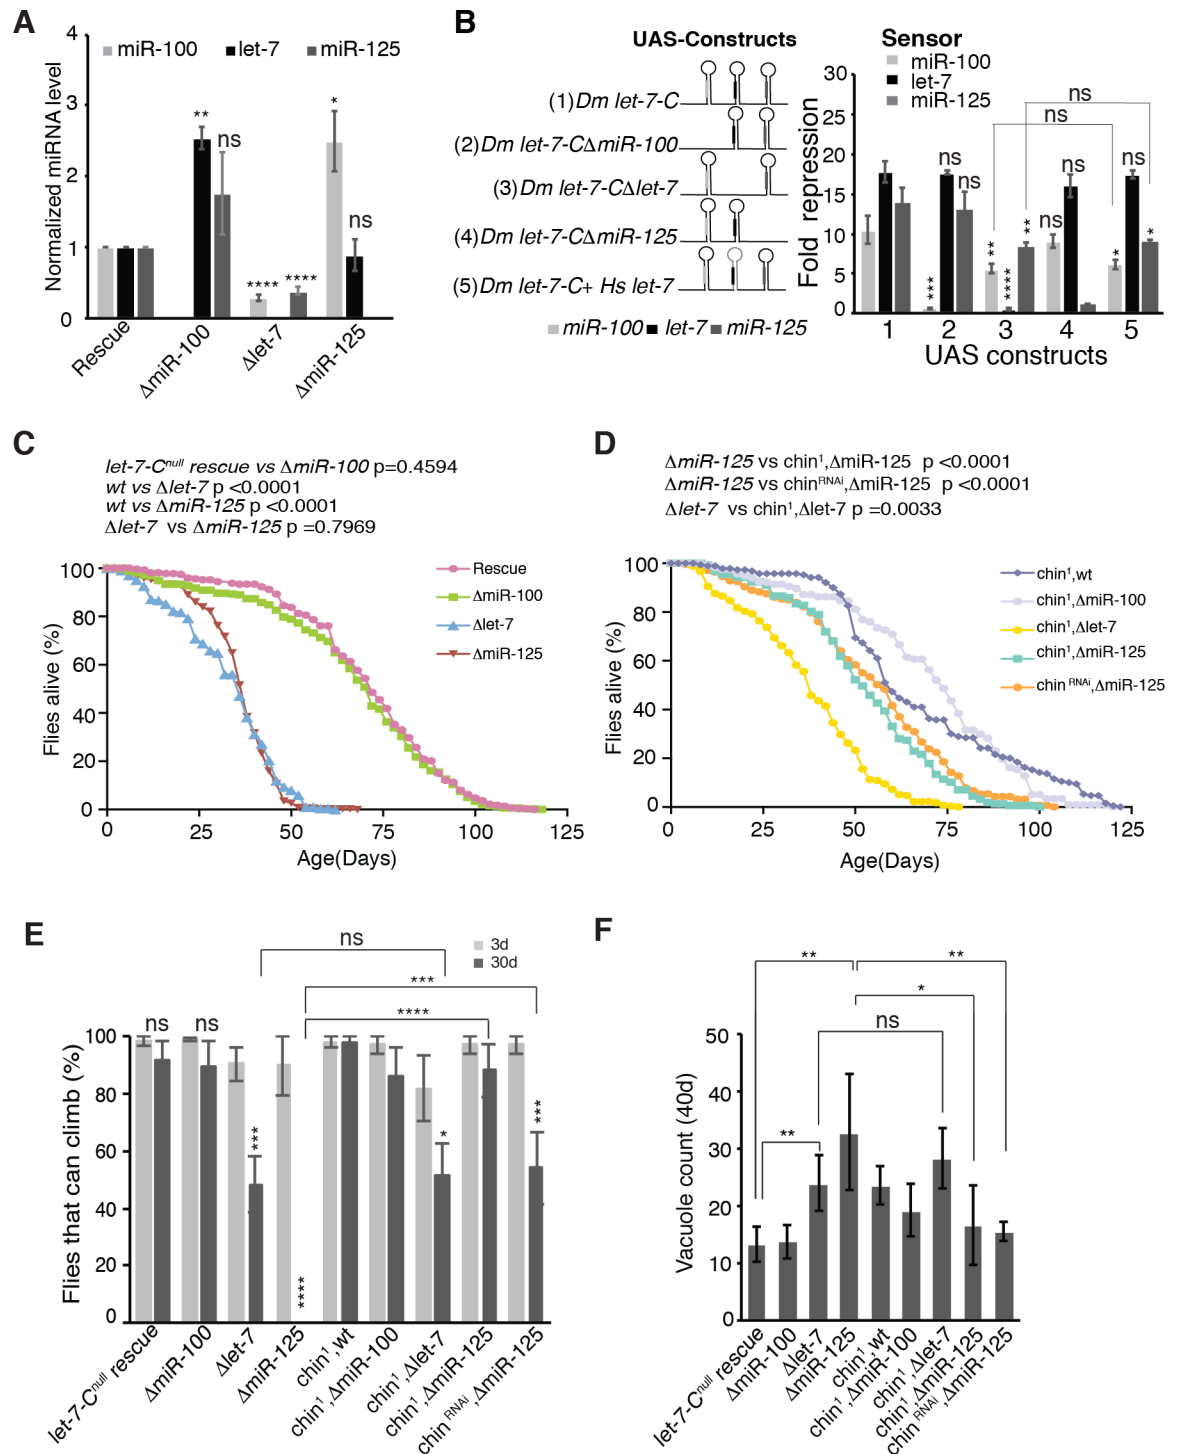 A
4
3
2
1
0
Normalized miRNA level
miR-100 let-7 miR-125
**
ns
****
****
*
ns
Rescue
ΔmiR-100
Δlet-7
ΔmiR-125
B
UAS-Constructs
(1)Dm let-7-C
(2)Dm let-7-CΔmiR-100
(3)Dm let-7-CΔlet-7
(4)Dm let-7-CΔmiR-125
(5)Dm let-7-C+ Hs let-7
miR-100 let-7 miR-125
Sensor
miR-100
let-7
miR-125
30
25
20
15
10
5
0
Fold repression
ns
ns
***
ns
ns
**
****
**
ns
ns
*
ns
*
1 2 3 4 5
UAS constructs
C
let-7-Cnull rescue vs ΔmiR-100 p=0.4594
wt vs Δlet-7 p <0.0001
wt vs ΔmiR-125 p <0.0001
Δlet-7 vs ΔmiR-125 p =0.7969
100
80
60
40
20
0
Flies alive (%)
Rescue
ΔmiR-100
Δlet-7
ΔmiR-125
0 25 50 75 100 125
Age(Days)
D
ΔmiR-125 vs chin1,ΔmiR-125 p <0.0001
ΔmiR-125 vs chinRNAi,ΔmiR-125 p <0.0001
Δlet-7 vs chin1,Δlet-7 p =0.0033
100
80
60
40
20
0
Flies alive (%)
chin1,wt
chin1,ΔmiR-100
chin1,Δlet-7
chin1,ΔmiR-125
chin RNAi,ΔmiR-125
0 25 50 75 100 125
Age(Days)
E
ns
3d
30d
***
****
100
80
60
40
20
0
Flies that can climb (%)
ns
ns
***
****
*
***
let-7-Cnull rescue
ΔmiR-100
Δlet-7
ΔmiR-125
chin1,wt
chin1,ΔmiR-100
chin1,Δlet-7
chin1,ΔmiR-125
chin RNAi,ΔmiR-125
F
**
**
*
ns
**
50
40
30
20
10
0
Vacuole count (40d)
let-7-Cnull rescue
ΔmiR-100
Δlet-7
ΔmiR-125
chin1,wt
chin1,ΔmiR-100
chin1,Δlet-7
chin1,ΔmiR-125
chin RNAi,ΔmiR-125